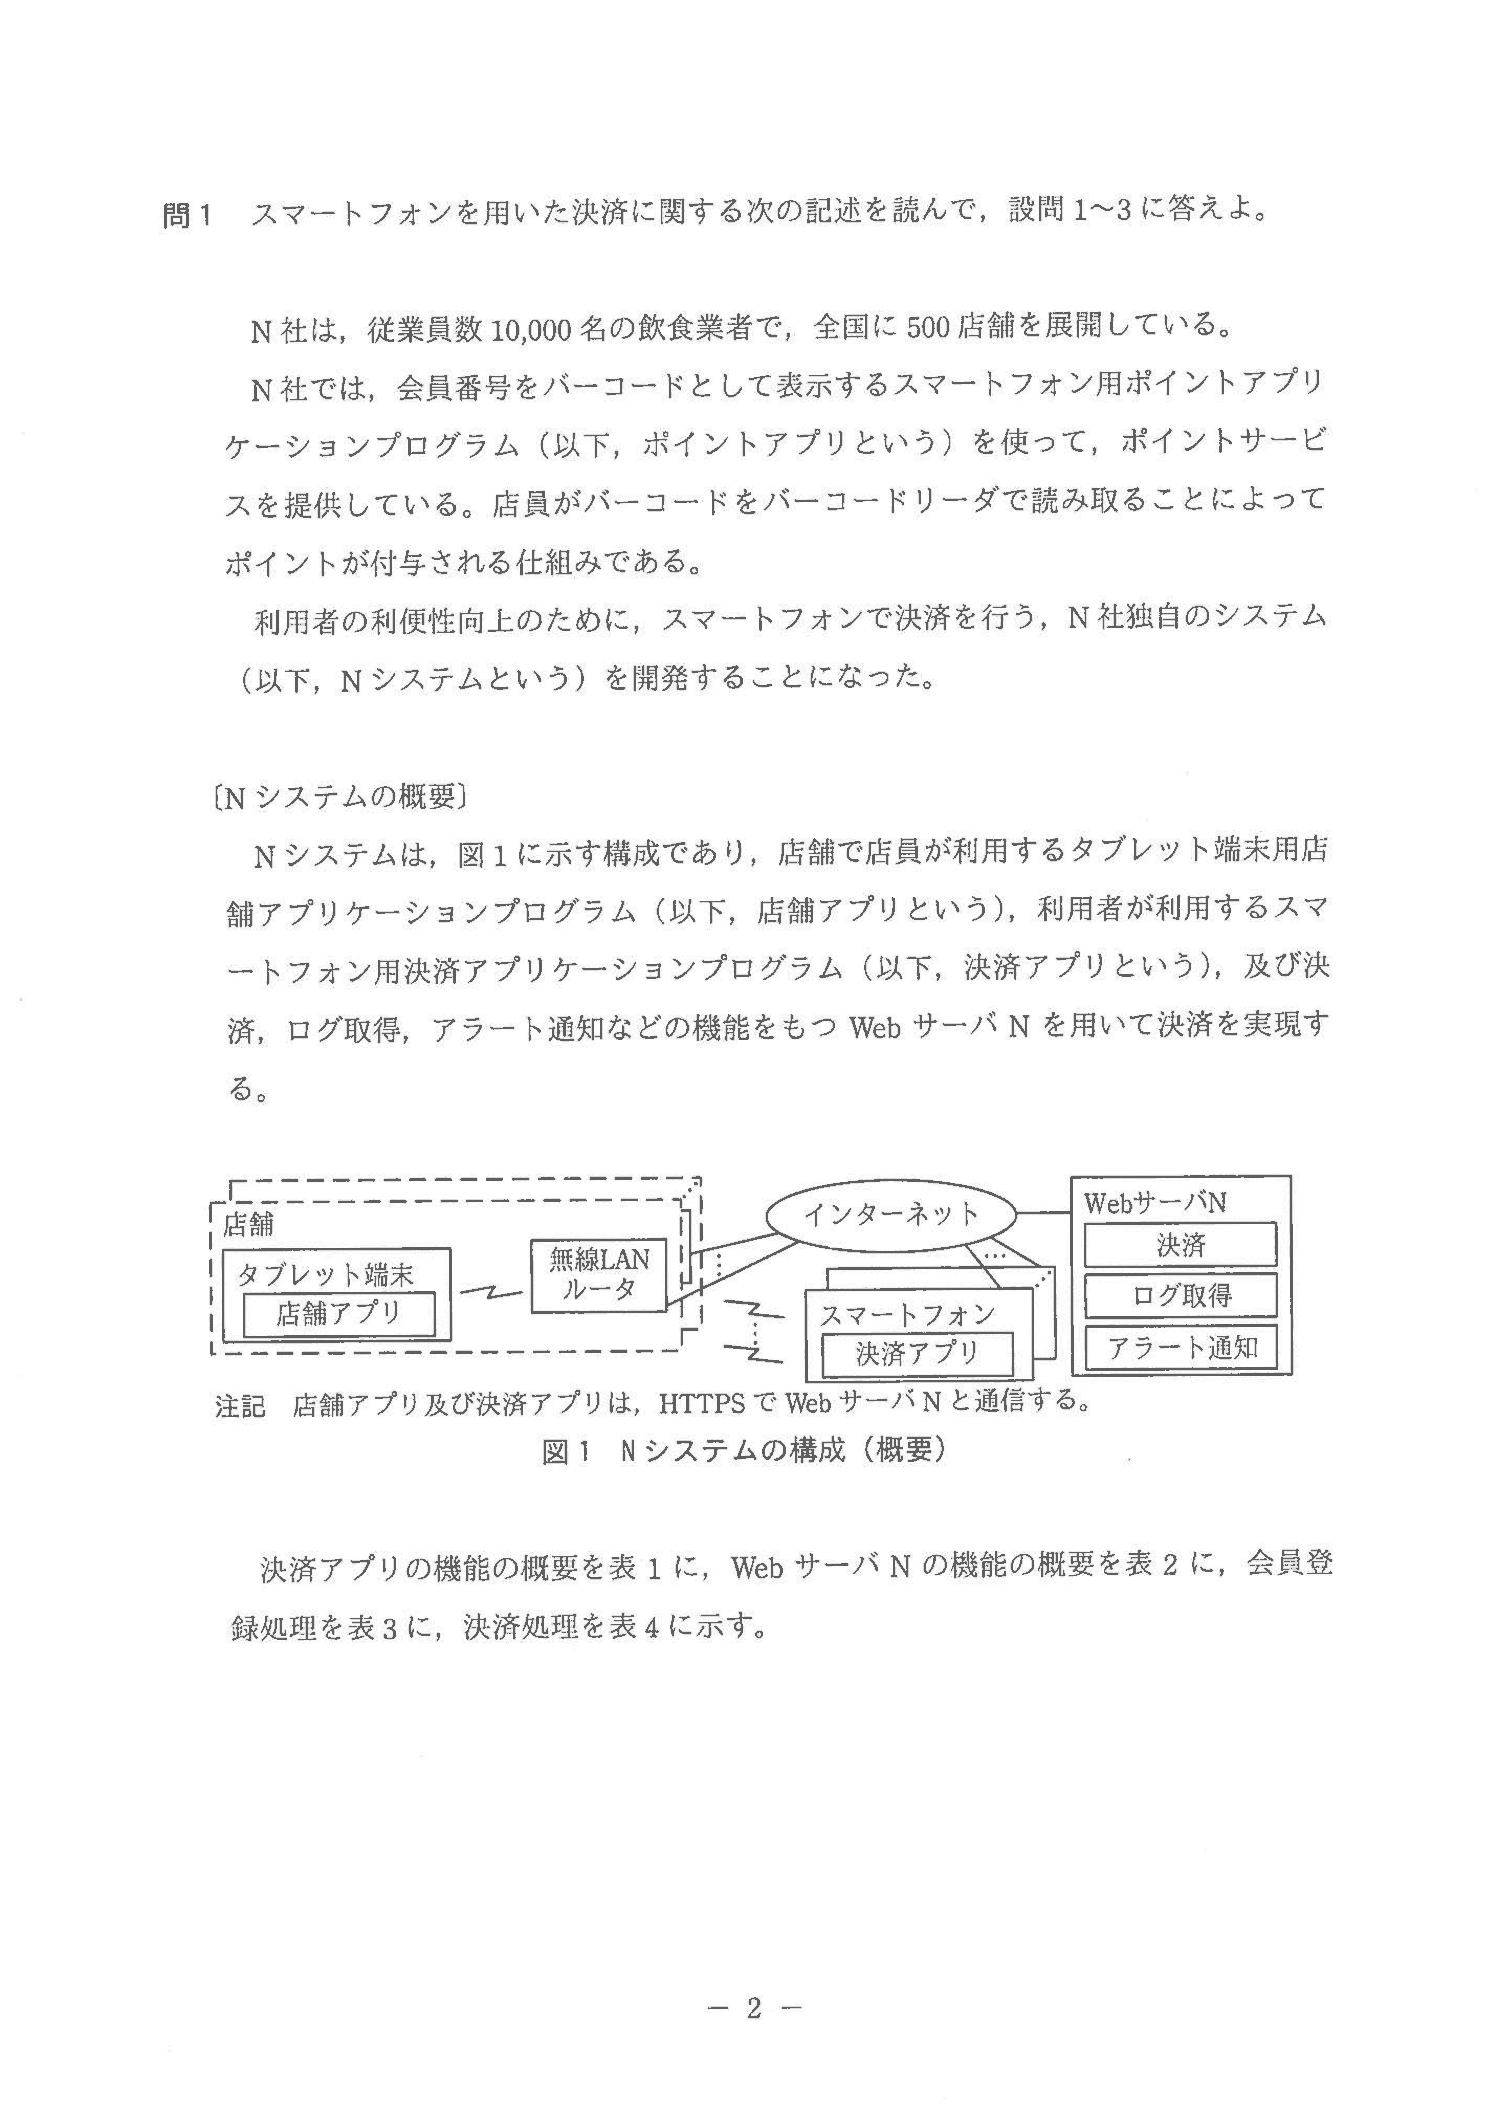 問1 スマートフォンを用いた決済に関する次の記述を読んで，設問1～3に答えよ。
N社は，従業員数10,000名の飲食業者で，全国に500店舗を展開している。
N社では，会員番号をバーコードとして表示するスマートフォン用ポイントアプリ
ケーションプログラム（以下，ポイントアプリという）を使って，ポイントサービ
スを提供している。店員がバーコードをバーコードリーダで読み取ることによって
ポイントが付与される仕組みである。
利用者の利便性向上のために，スマートフォンで決済を行う，N社独自のシステム
（以下，Nシステムという）を開発することになった。
〔Nシステムの概要〕
Nシステムは，図1に示す構成であり，店舗で店員が利用するタブレット端末用店
舗アプリケーションプログラム（以下，店舗アプリという），利用者が利用するスマ
ートフォン用決済アプリケーションプログラム（以下，決済アプリという），及び決
済，ログ取得，アラート通知などの機能をもつ Web サーバ N を用いて決済を実現す
る。
店舗
タブレット端末
店舗アプリ
無線LAN
ルータ
インターネット
スマートフォン
決済アプリ
WebサーバN
決済
ログ取得
アラート通知
注記 店舗アプリ及び決済アプリは，HTTPSでWebサーバNと通信する。
図1 Nシステムの構成（概要）
決済アプリの機能の概要を表1に，Web サーバ N の機能の概要を表2に，会員登
録処理を表3に，決済処理を表4に示す。
－ 2 －